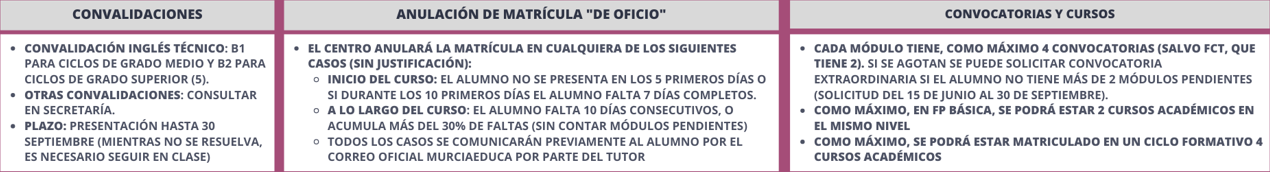 CONVALIDACIONES
• CONVALIDACIÓN INGLÉS TÉCNICO: B1
PARA CICLOS DE GRADO MEDIO Y B2 PARA
CICLOS DE GRADO SUPERIOR (5).
• OTRAS CONVALIDACIONES: CONSULTAR
EN SECRETARÍA.
• PLAZO: PRESENTACIÓN HASTA 30
SEPTIEMBRE (MIENTRAS NO SE RESUELVA,
ES NECESARIO SEGUIR EN CLASE)
ANULACIÓN DE MATRÍCULA "DE OFICIO"
• EL CENTRO ANULARÁ LA MATRÍCULA EN CUALQUIERA DE LOS SIGUIENTES
CASOS (SIN JUSTIFICACIÓN):
○ INICIO DEL CURSO: EL ALUMNO NO SE PRESENTA EN LOS 5 PRIMEROS DÍAS O
SI DURANTE LOS 10 PRIMEROS DÍAS EL ALUMNO FALTA 7 DÍAS COMPLETOS.
○ A LO LARGO DEL CURSO: EL ALUMNO FALTA 10 DÍAS CONSECUTIVOS, O
ACUMULA MÁS DEL 30% DE FALTAS (SIN CONTAR MÓDULOS PENDIENTES)
○ TODOS LOS CASOS SE COMUNICARÁN PREVIAMENTE AL ALUMNO POR EL
CORREO OFICIAL MURCIAEDUCA POR PARTE DEL TUTOR
CONVOCATORIAS Y CURSOS
• CADA MÓDULO TIENE, COMO MÁXIMO 4 CONVOCATORIAS (SALVO FCT, QUE
TIENE 2). SI SE AGOTAN SE PUEDE SOLICITAR CONVOCATORIA
EXTRAORDINARIA SI EL ALUMNO NO TIENE MÁS DE 2 MÓDULOS PENDIENTES
(SOLICITUD DEL 15 DE JUNIO AL 30 DE SEPTIEMBRE).
• COMO MÁXIMO, EN FP BÁSICA, SE PODRÁ ESTAR 2 CURSOS ACADÉMICOS EN
EL MISMO NIVEL
• COMO MÁXIMO, SE PODRÁ ESTAR MATRICULADO EN UN CICLO FORMATIVO 4
CURSOS ACADÉMICOS